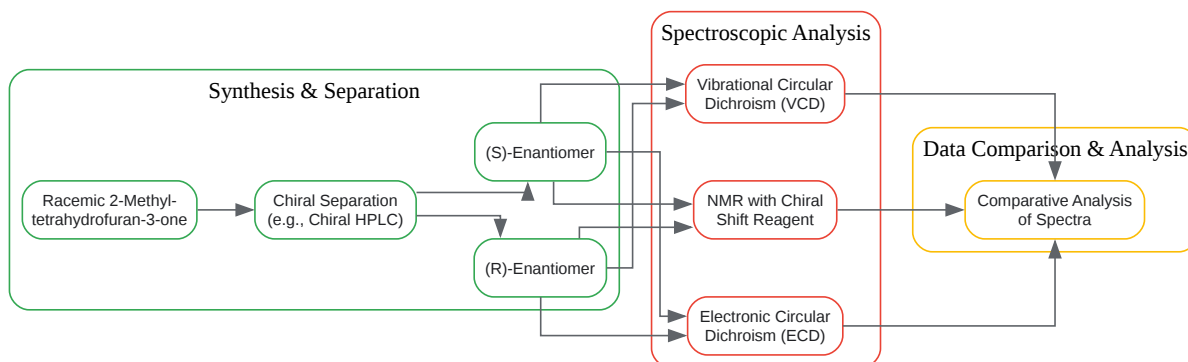 Synthesis & Separation
Racemic 2-Methyl-
tetrahydrofuran-3-one
Chiral Separation
(e.g., Chiral HPLC)
(S)-Enantiomer
(R)-Enantiomer
Spectroscopic Analysis
Vibrational Circular
Dichroism (VCD)
NMR with Chiral
Shift Reagent
Electronic Circular
Dichroism (ECD)
Data Comparison & Analysis
Comparative Analysis
of Spectra